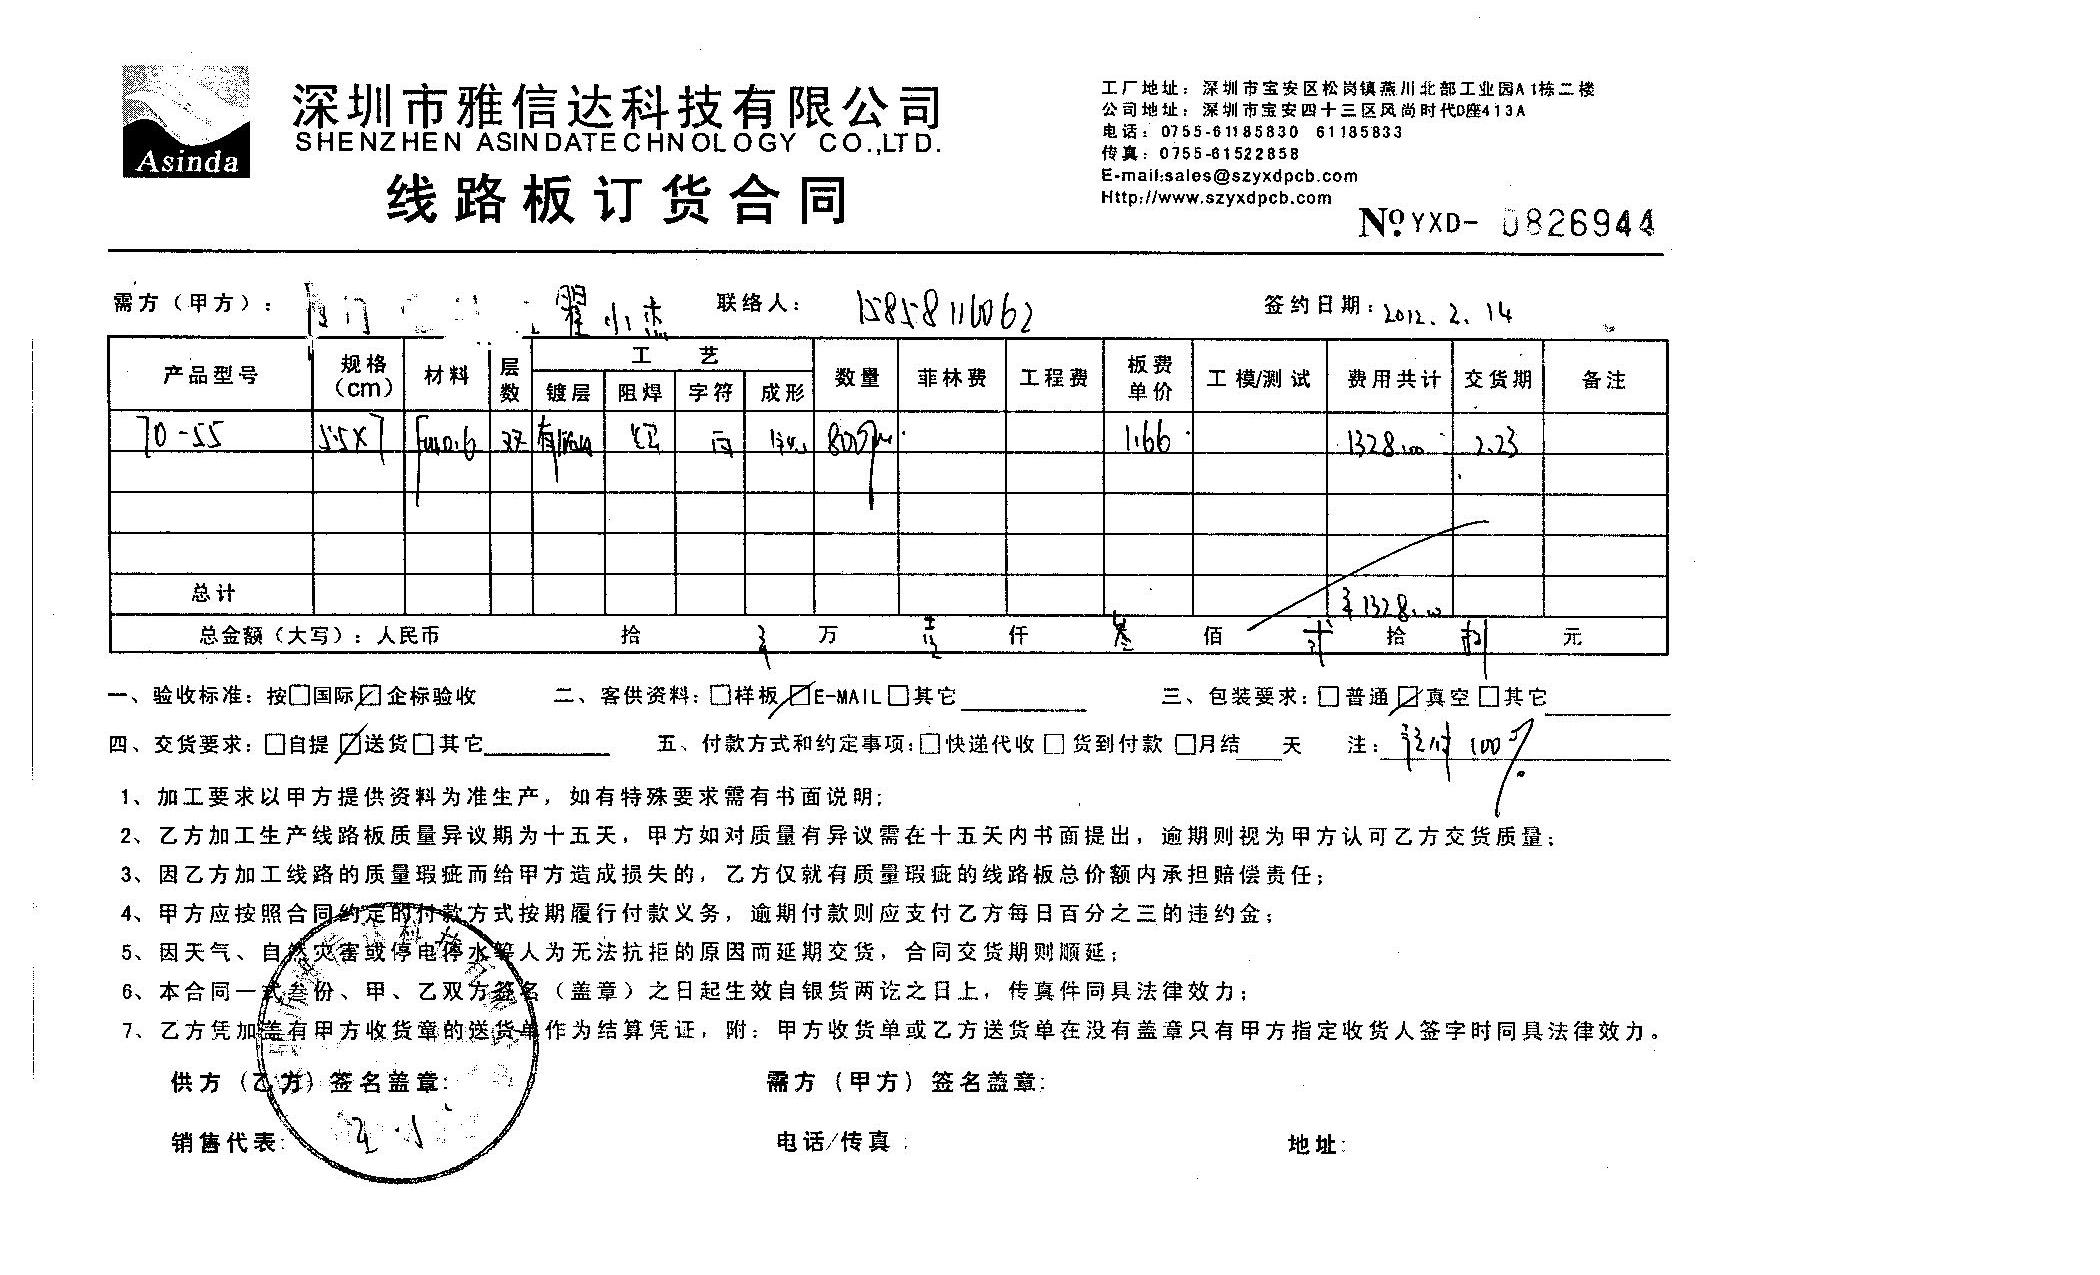 Asinda
深圳市雅信达科技有限公司
SHENZHEN ASINDATECHNOLOGY CO.,LTD.
线路板订货合同
工厂地址：深圳市宝安区松岗镇燕川北部工业园A1栋二楼
公司地址：深圳市宝安四十三区风尚时代D座413A
电话：0755-61185830 61185833
传真：0755-61522858
E-mail:sales@szyxdpcb.com
Http://www.szyxdpcb.com
No YXD- 0826944
需方（甲方）： 门 翟小杰 联络人： 15858116062 签约日期：2012.2.14
产品型号 规格（cm） 材料 层数 工艺 数量 菲林费 工程费 板费单价 工模/测试 费用共计 交货期 备注
镀层 阻焊 字符 成形
70-55 5.5X7 红 白 1.66 1328.00 2.23
总计 ¥1328.00
总金额（大写）：人民币 拾 万 壹 仟 叁 佰 贰 拾 捌 元
一、验收标准：按□国际☑企标验收 二、客供资料：□样板☑E-MAIL□其它 三、包装要求：□普通☑真空□其它
四、交货要求：□自提☑送货□其它 五、付款方式和约定事项：□快递代收□货到付款□月结 天 注： 预付100%
1、加工要求以甲方提供资料为准生产，如有特殊要求需有书面说明；
2、乙方加工生产线路板质量异议期为十五天，甲方如对质量有异议需在十五天内书面提出，逾期则视为甲方认可乙方交货质量；
3、因乙方加工线路的质量瑕疵而给甲方造成损失的，乙方仅就有质量瑕疵的线路板总价额内承担赔偿责任；
4、甲方应按照合同约定的付款方式按期履行付款义务，逾期付款则应支付乙方每日百分之三的违约金；
5、因天气、自然灾害或停电停水等人为无法抗拒的原因而延期交货，合同交货期则顺延；
6、本合同一式叁份、甲、乙双方签名（盖章）之日起生效自银货两讫之日上，传真件同具法律效力；
7、乙方凭加盖有甲方收货章的送货单作为结算凭证，附：甲方收货单或乙方送货单在没有盖章只有甲方指定收货人签字时同具法律效力。
供方（乙方）签名盖章： 需方（甲方）签名盖章：
销售代表： 电话/传真： 地址：